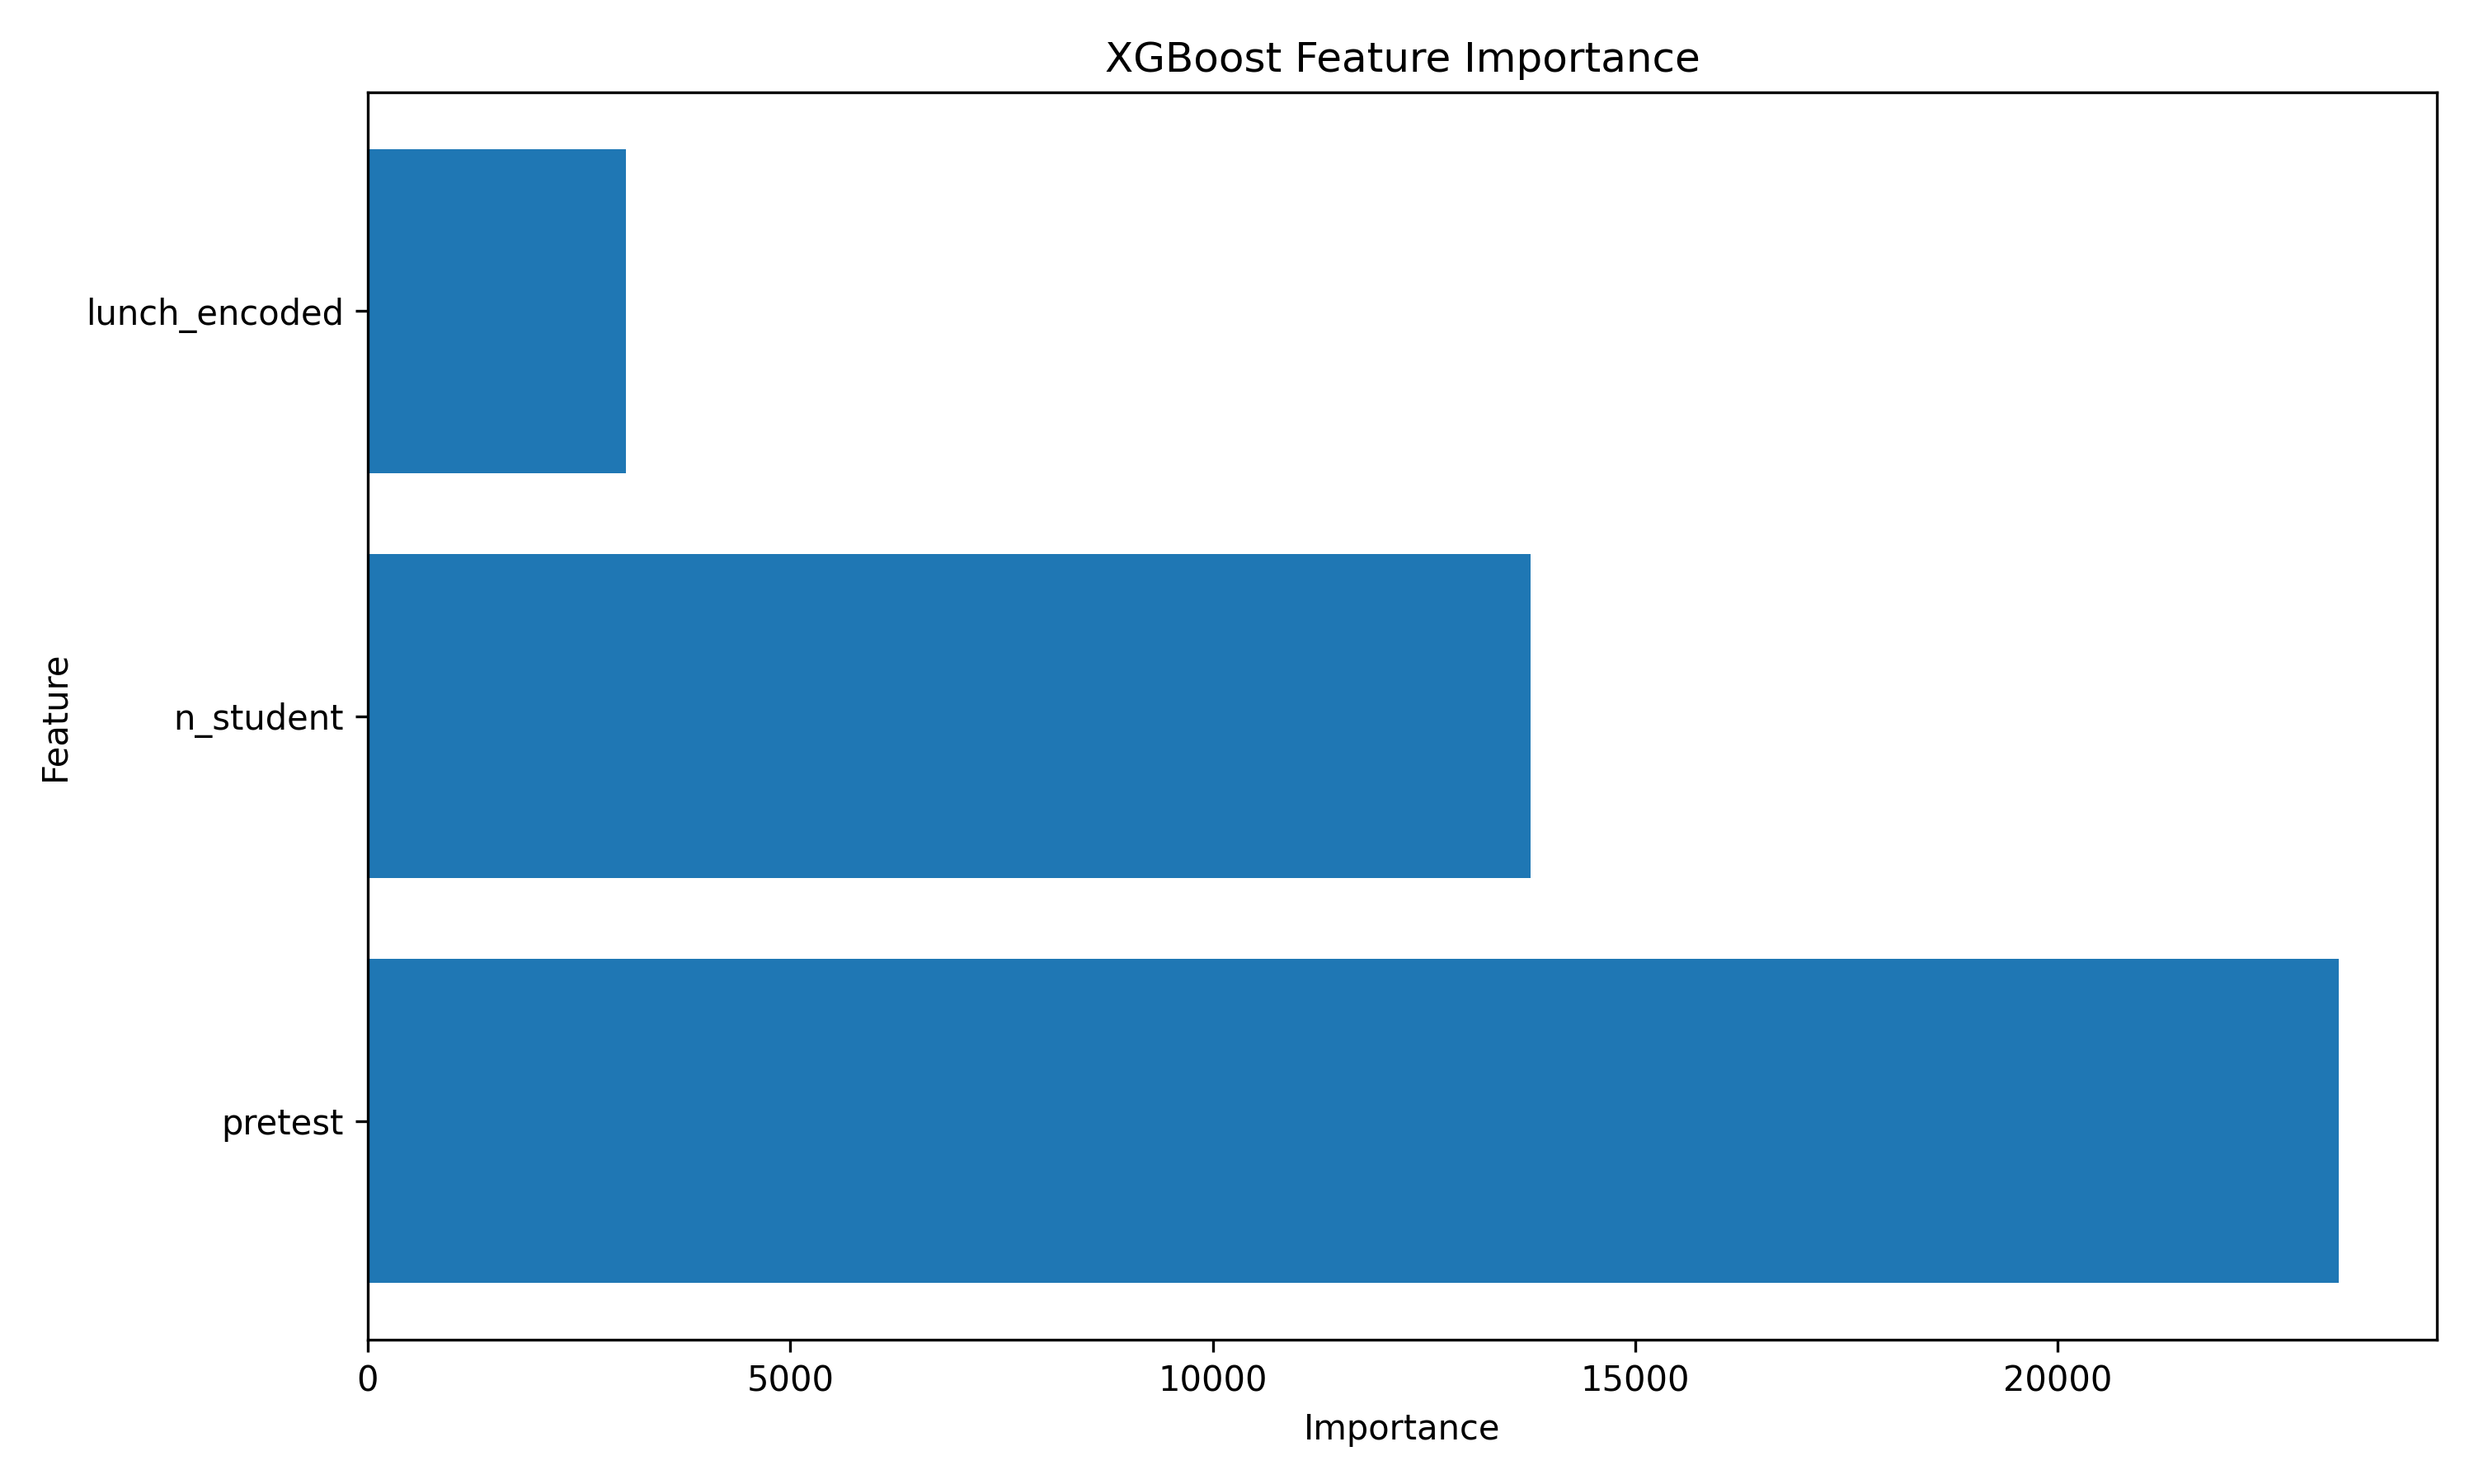 XGBoost Feature Importance
lunch_encoded
n_student
pretest
Feature
0 5000 10000 15000 20000
Importance